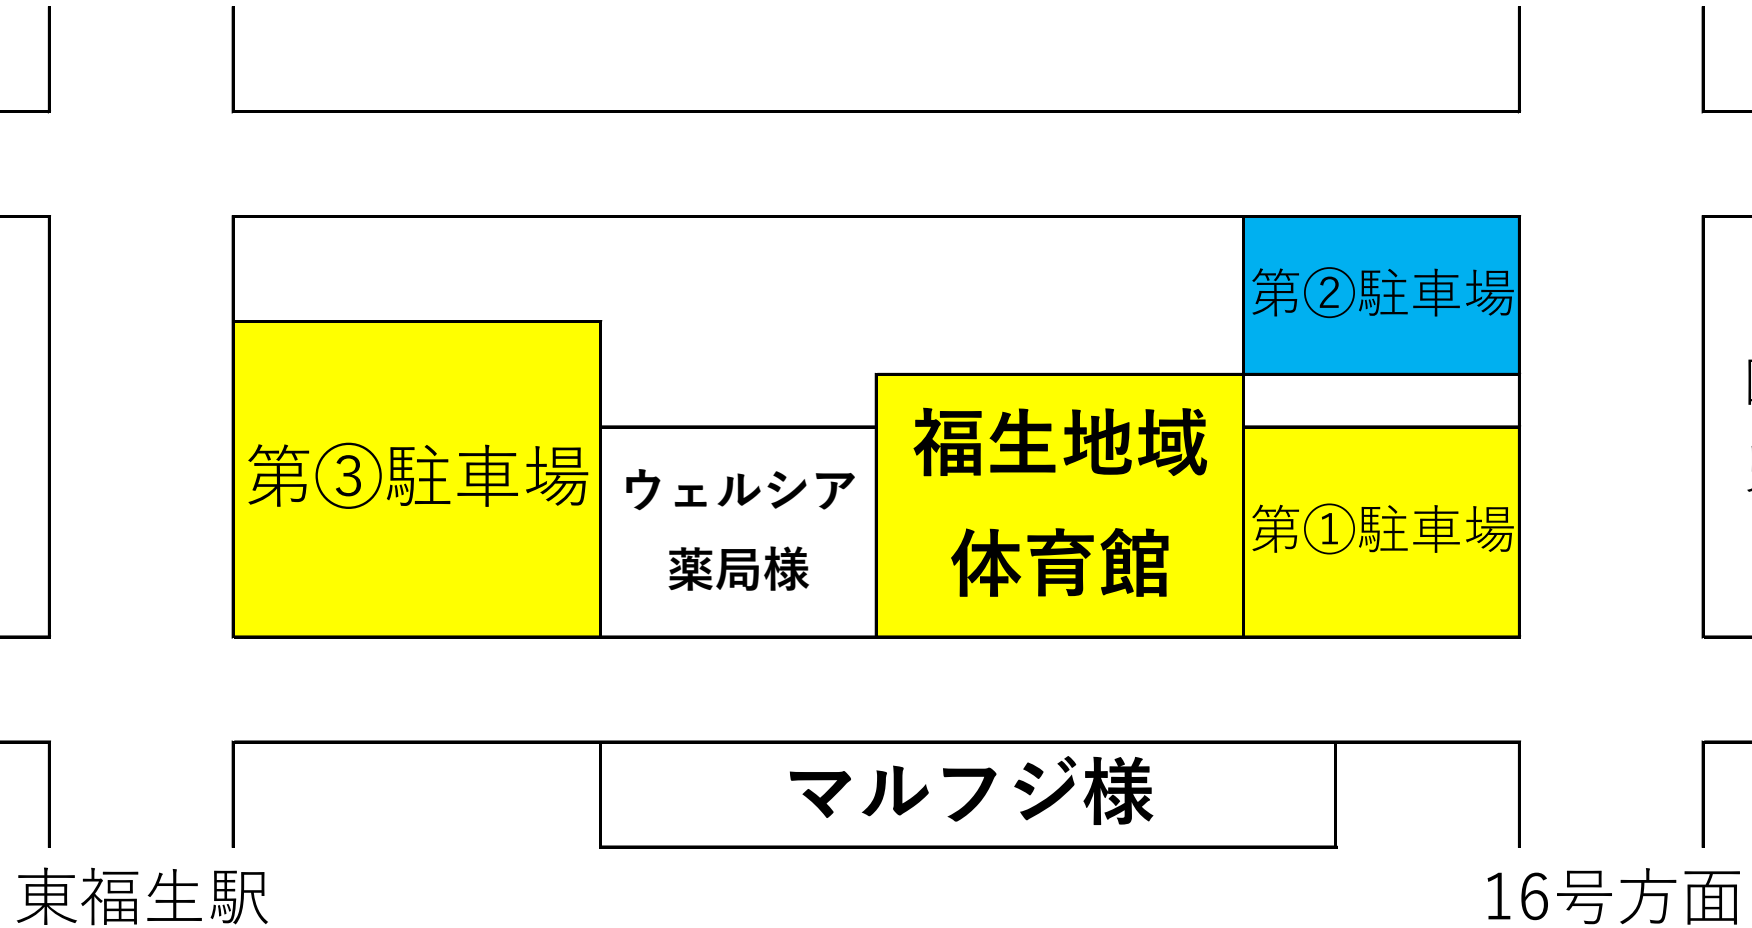 第②駐車場
第③駐車場
ウェルシア
薬局様
福生地域
体育館
第①駐車場
マルフジ様
東福生駅
16号方面